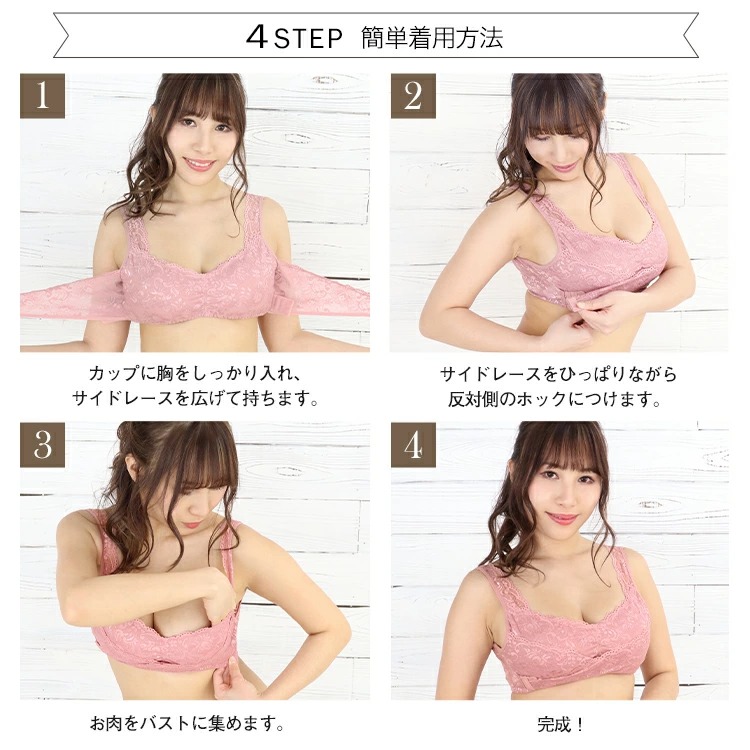 4 STEP 簡単着用方法
1
2
カップに胸をしっかり入れ、
サイドレースを広げて持ちます。
サイドレースをひっぱりながら
反対側のホックにつけます。
3
4
お肉をバストに集めます。
完成！